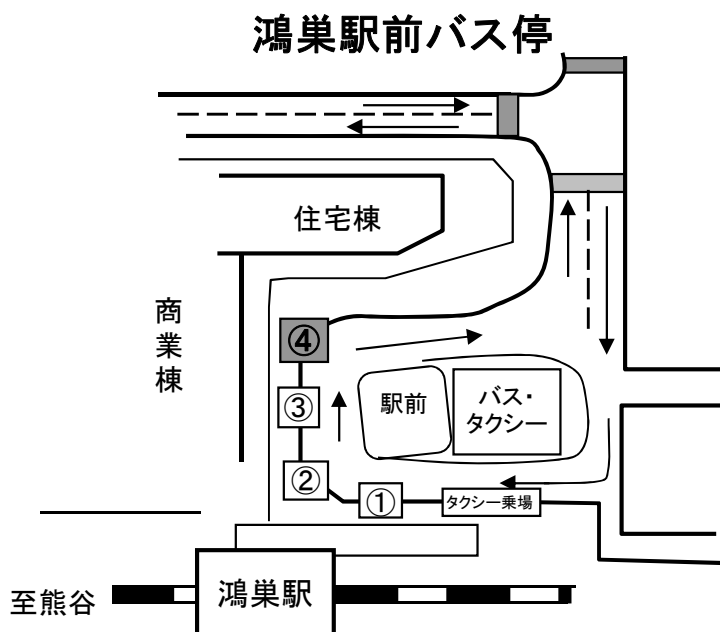 鴻巣駅前バス停
住宅棟
商業棟
④
③
駅前
バス・
タクシー
②
①
タクシー乗場
鴻巣駅
至熊谷